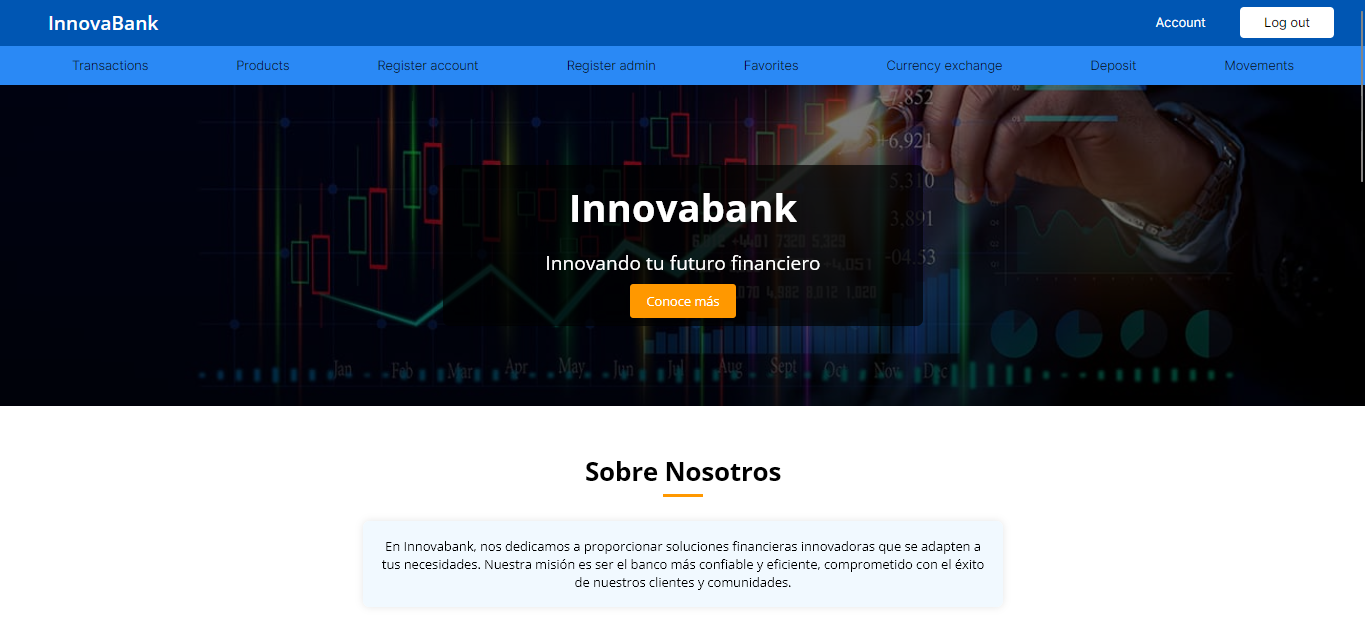 InnovaBank
Account
Log out
Transactions
Products
Register account
Register admin
Favorites
Currency exchange
Deposit
Movements
7,852
+6,921
5,310
3,891
-04.53
Innovabank
Innovando tu futuro financiero
Conoce más
Jan
Feb
Mar
Apr
May
Jun
Jul
Aug
Sept
Oct
Nov
Dec
Sobre Nosotros
En Innovabank, nos dedicamos a proporcionar soluciones financieras innovadoras que se adapten a
tus necesidades. Nuestra misión es ser el banco más confiable y eficiente, comprometido con el éxito
de nuestros clientes y comunidades.